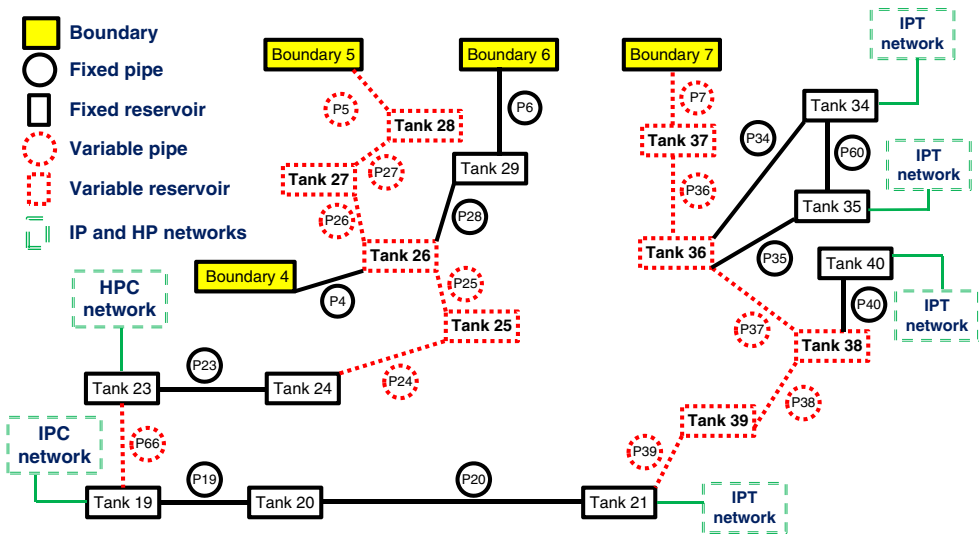 Boundary
Fixed pipe
Fixed reservoir
Variable pipe
Variable reservoir
IP and HP networks
Boundary 5
Boundary 6
Boundary 7
IPT
network
P5
P6
P7
Tank 28
Tank 34
P34
P60
Tank 37
Tank 29
Tank 27
P27
IPT
network
P36
P26
P28
Tank 35
Tank 26
Tank 36
P35
Boundary 4
Tank 40
P4
P25
HPC
network
P40
IPT
network
Tank 25
P37
Tank 38
P23
Tank 23
Tank 24
P24
P38
Tank 39
IPC
network
P66
P39
P19
P20
Tank 19
Tank 20
Tank 21
IPT
network